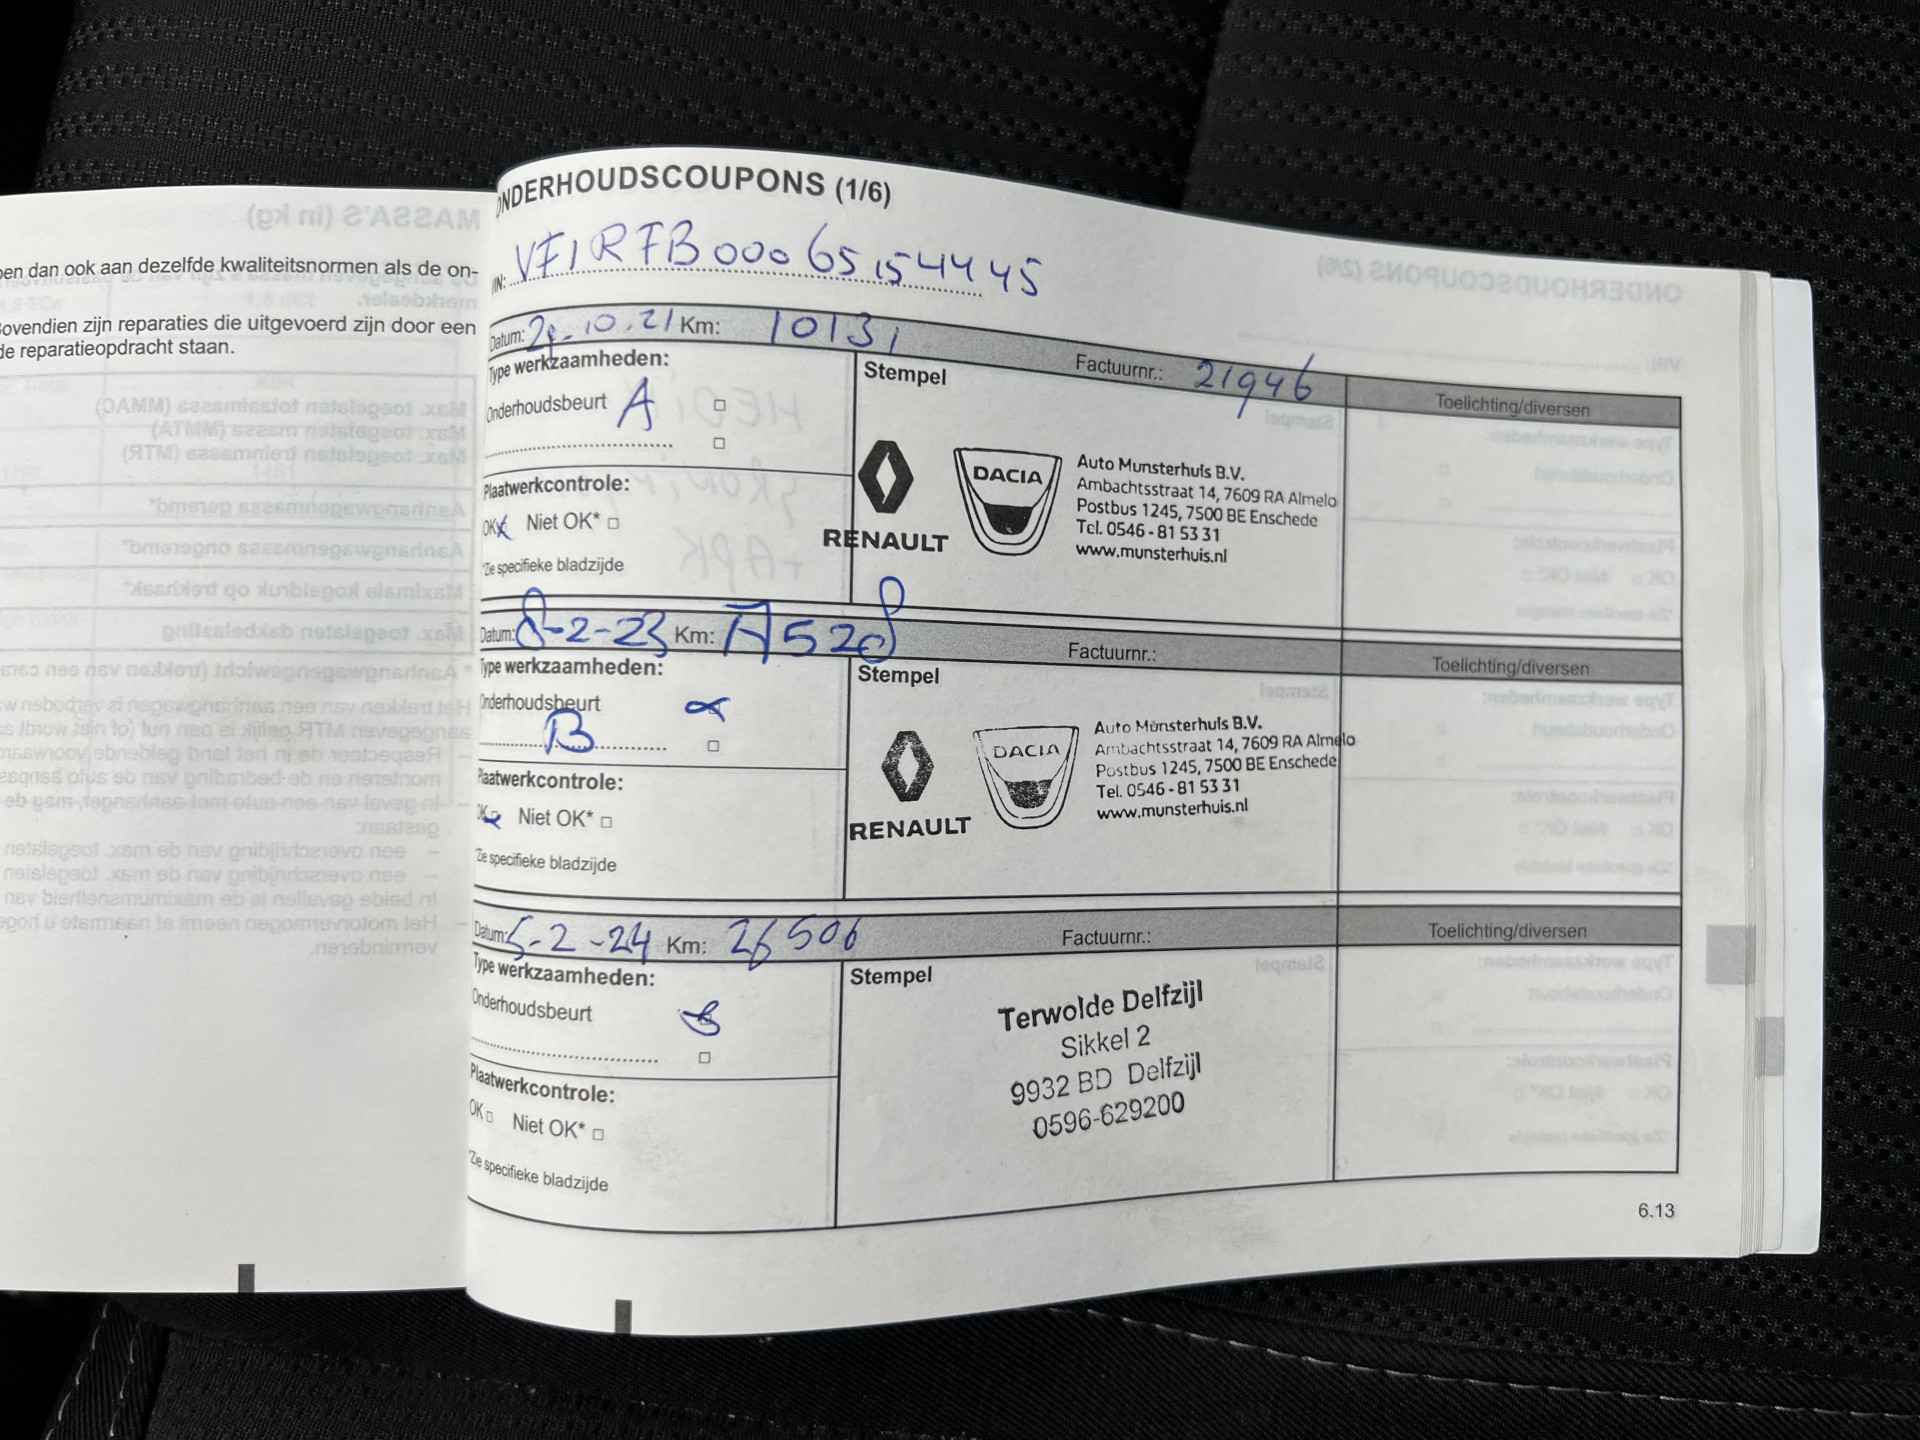 en dan ook aan dezelfde kwaliteitsnormen als de on-
ovendien zijn reparaties die uitgevoerd zijn door een
de reparatieopdracht staan.
ONDERHOUDSCOUPONS (1/6)
VIN: VF1RFB00065154445
Datum: 10.21 Km: 10131 Factuurnr.: 21946 Toelichting/diversen
Type werkzaamheden:
Onderhoudsbeurt A
Plaatwerkcontrole:
OK Niet OK*
*Zie specifieke bladzijde
Stempel
RENAULT
DACIA
Auto Munsterhuis B.V.
Ambachtsstraat 14, 7609 RA Almelo
Postbus 1245, 7500 BE Enschede
Tel. 0546 - 81 53 31
www.munsterhuis.nl
Datum: 8-2-23 Km: 17520 Factuurnr.: Toelichting/diversen
Type werkzaamheden:
Onderhoudsbeurt
B
Plaatwerkcontrole:
OK Niet OK*
*Zie specifieke bladzijde
Stempel
RENAULT
DACIA
Auto Munsterhuis B.V.
Ambachtsstraat 14, 7609 RA Almelo
Postbus 1245, 7500 BE Enschede
Tel. 0546 - 81 53 31
www.munsterhuis.nl
Datum: 5-2-24 Km: 26506 Factuurnr.: Toelichting/diversen
Type werkzaamheden:
Onderhoudsbeurt
Plaatwerkcontrole:
OK Niet OK*
*Zie specifieke bladzijde
Stempel
Terwolde Delfzijl
Sikkel 2
9932 BD Delfzijl
0596-629200
6.13